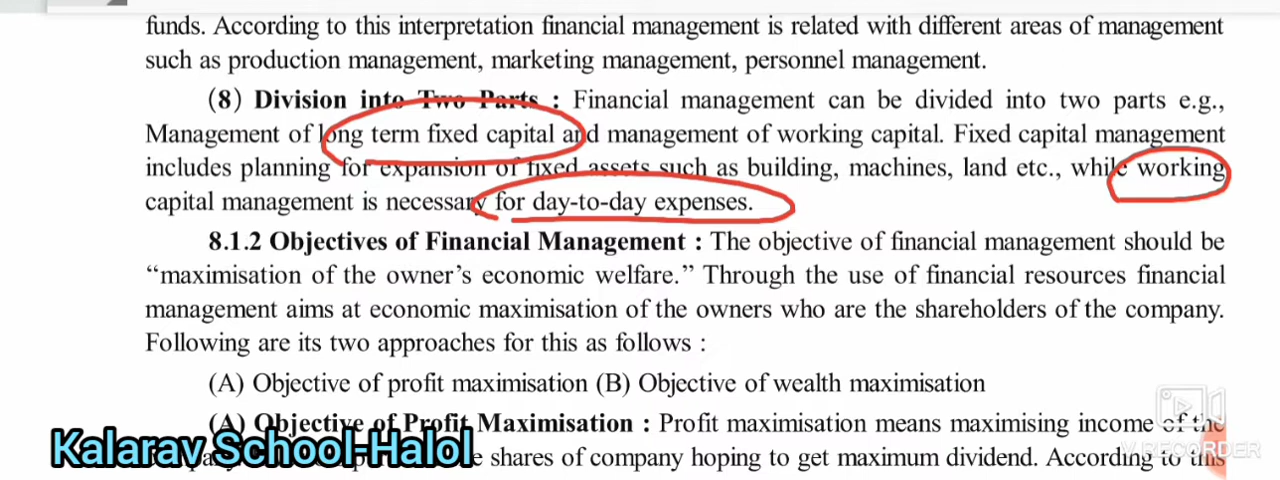 funds. According to this interpretation financial management is related with different areas of management
such as production management, marketing management, personnel management.
(8) Division into Two Parts : Financial management can be divided into two parts e.g.,
Management of long term fixed capital and management of working capital. Fixed capital management
includes planning for expansion of fixed assets such as building, machines, land etc., while working
capital management is necessary for day-to-day expenses.
8.1.2 Objectives of Financial Management : The objective of financial management should be
“maximisation of the owner’s economic welfare.” Through the use of financial resources financial
management aims at economic maximisation of the owners who are the shareholders of the company.
Following are its two approaches for this as follows :
(A) Objective of profit maximisation (B) Objective of wealth maximisation
(A) Objective of Profit Maximisation : Profit maximisation means maximising income of the
shares of company hoping to get maximum dividend. According to this
Kalarav School-Halol
V RECORDER